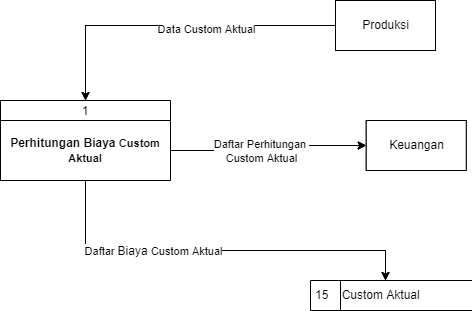 Produksi
Data Custom Aktual
1
Perhitungan Biaya Custom
Aktual
Daftar Perhitungan
Custom Aktual
Keuangan
Daftar Biaya Custom Aktual
15 Custom Aktual